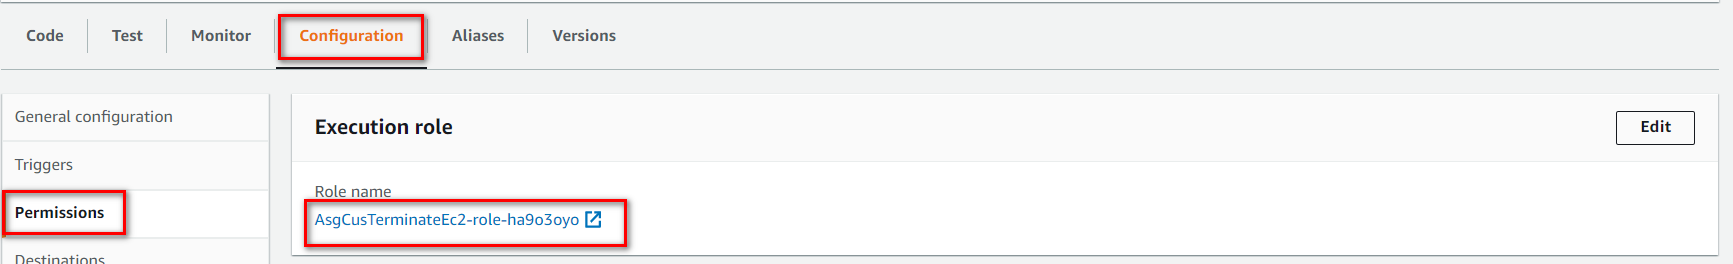 Code Test Monitor Configuration Aliases Versions
General configuration
Triggers
Permissions
Destinations
Execution role
Edit
Role name
AsgCusTerminateEc2-role-ha9o3oyo